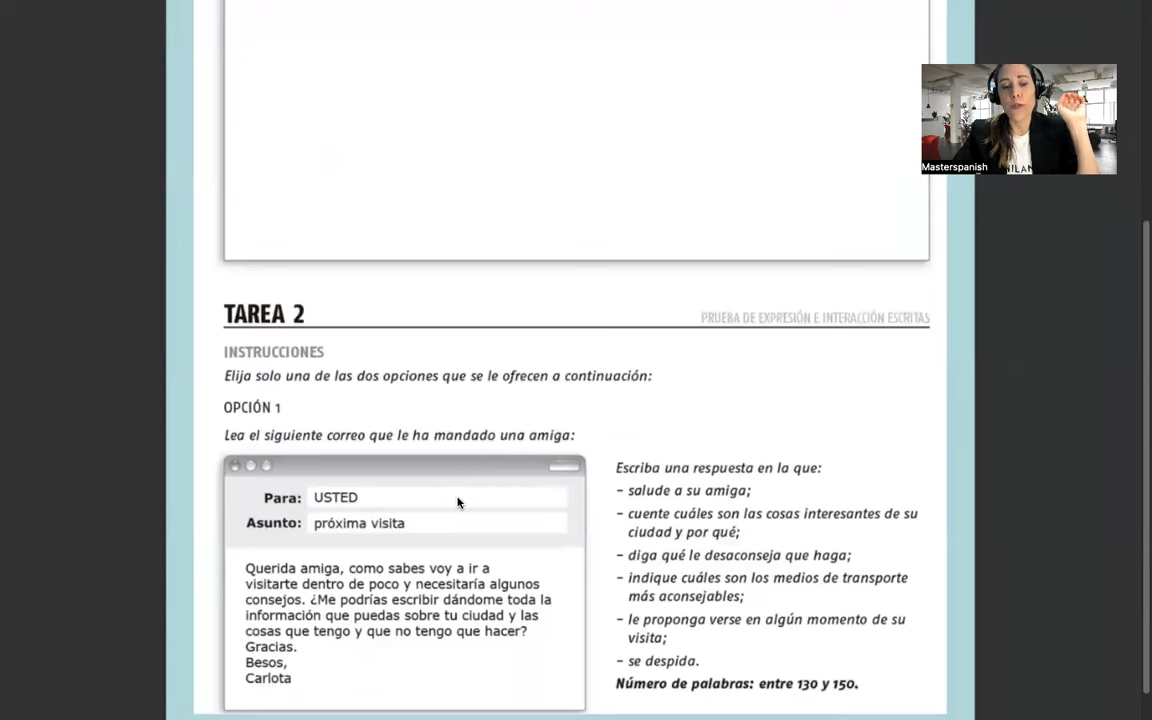 Masterspanish
TAREA 2
PRUEBA DE EXPRESIÓN E INTERACCIÓN ESCRITAS
INSTRUCCIONES
Elija solo una de las dos opciones que se le ofrecen a continuación:
OPCIÓN 1
Lea el siguiente correo que le ha mandado una amiga:
Para: USTED
Asunto: próxima visita
Querida amiga, como sabes voy a ir a
visitarte dentro de poco y necesitaría algunos
consejos. ¿Me podrías escribir dándome toda la
información que puedas sobre tu ciudad y las
cosas que tengo y que no tengo que hacer?
Gracias.
Besos,
Carlota
Escriba una respuesta en la que:
– salude a su amiga;
– cuente cuáles son las cosas interesantes de su
ciudad y por qué;
– diga qué le desaconseja que haga;
– indique cuáles son los medios de transporte
más aconsejables;
– le proponga verse en algún momento de su
visita;
– se despida.
Número de palabras: entre 130 y 150.